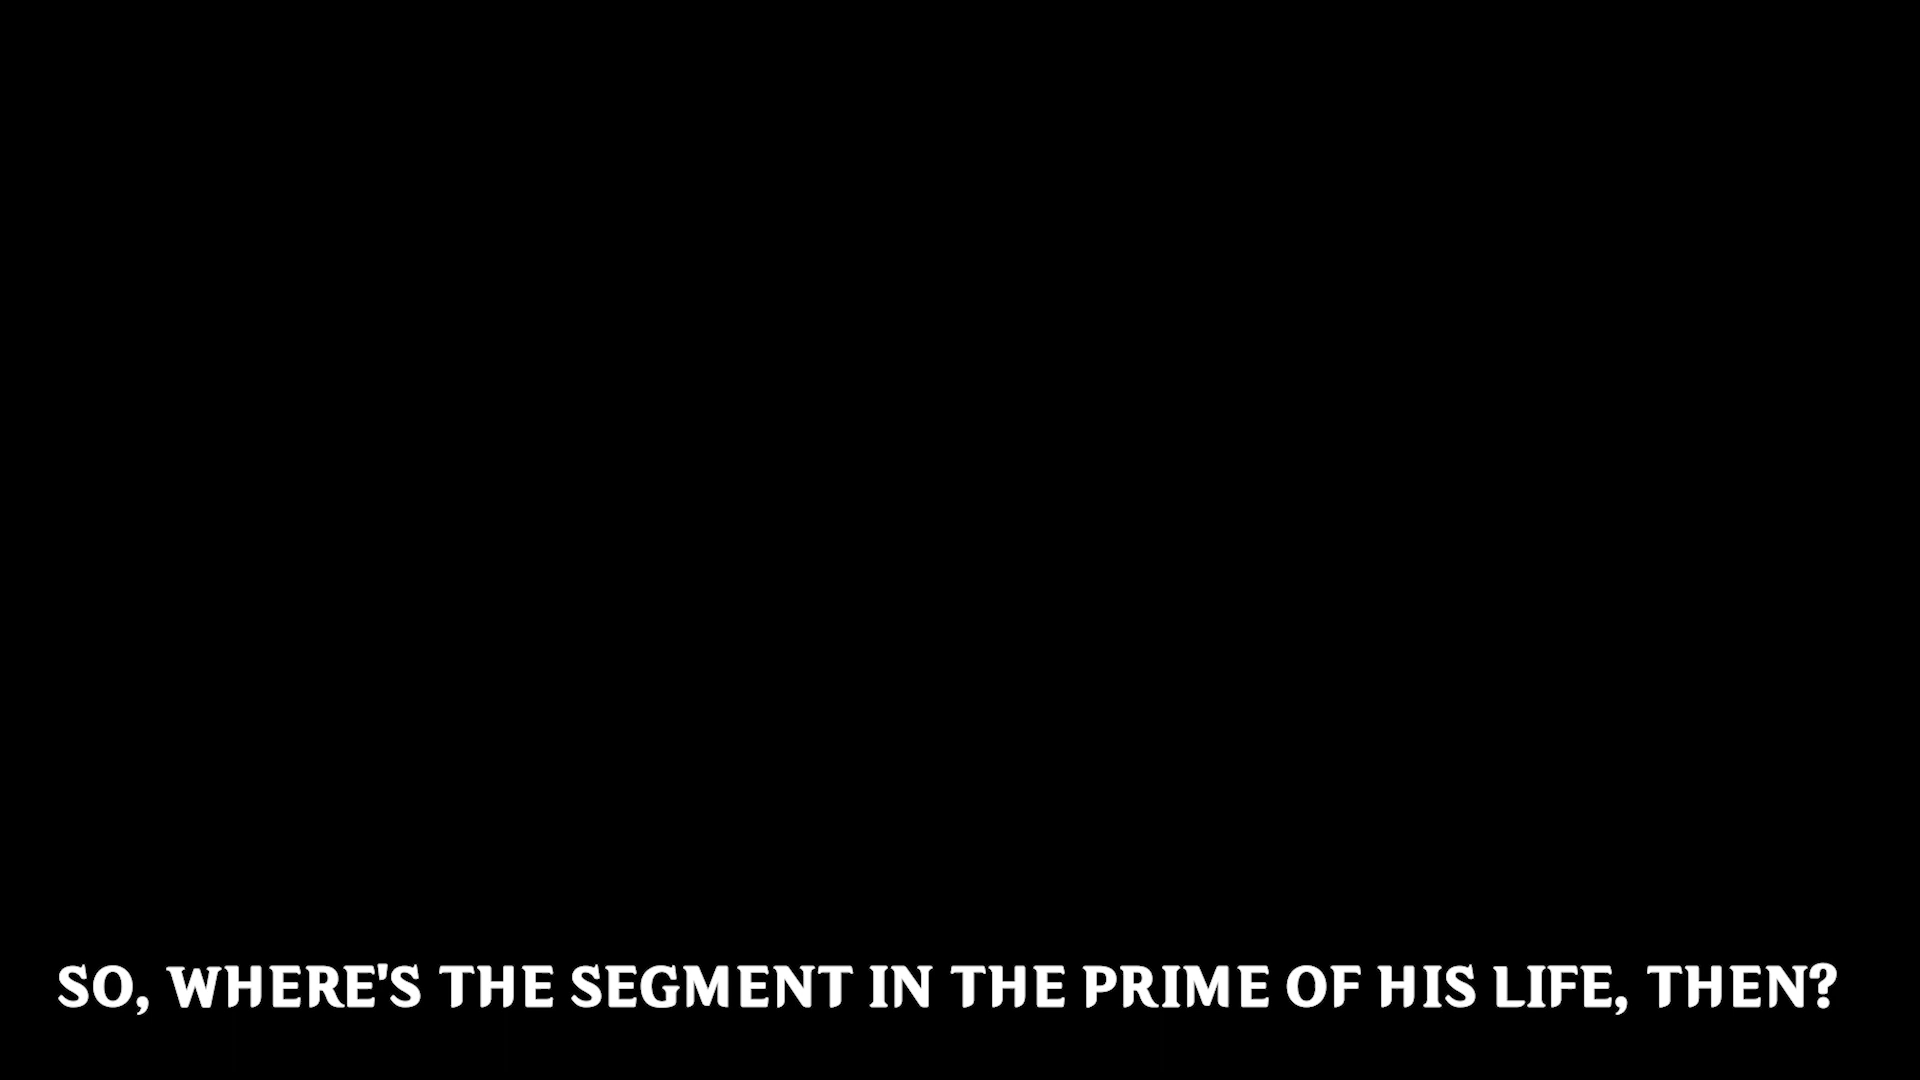 SO, WHERE'S THE SEGMENT IN THE PRIME OF HIS LIFE, THEN?